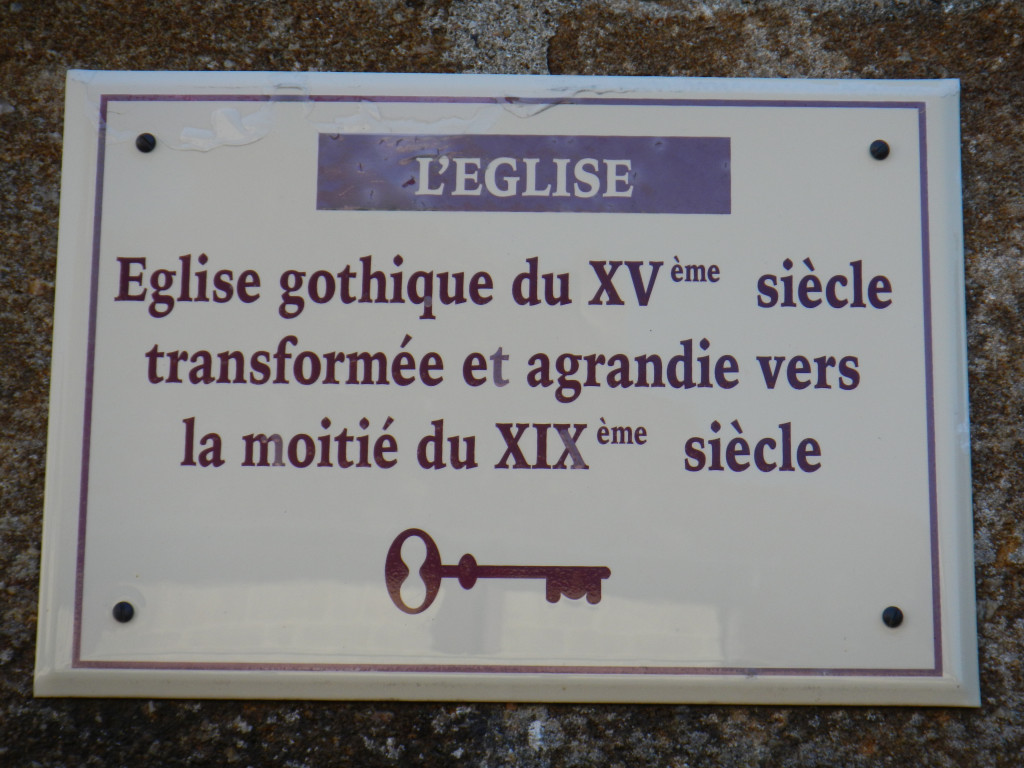 L'EGLISE
Eglise gothique du XVème siècle
transformée et agrandie vers
la moitié du XIXème siècle